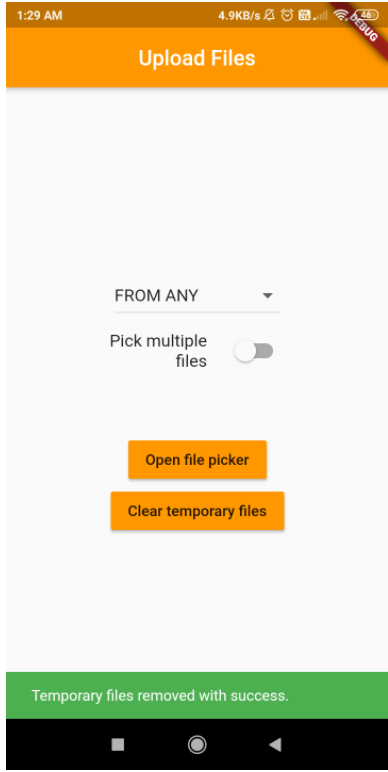 1:29 AM 4.9KB/s 46
DEBUG
Upload Files
FROM ANY
Pick multiple
files
Open file picker
Clear temporary files
Temporary files removed with success.